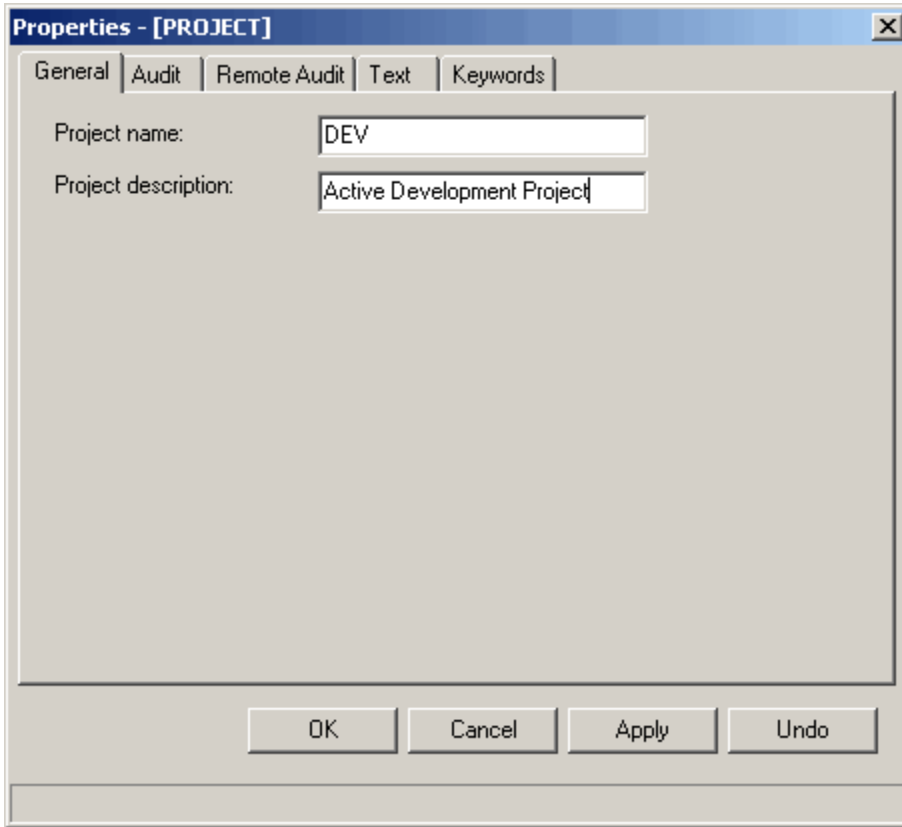 Properties - [PROJECT]
General Audit Remote Audit Text Keywords
Project name: DEV
Project description: Active Development Project
OK Cancel Apply Undo